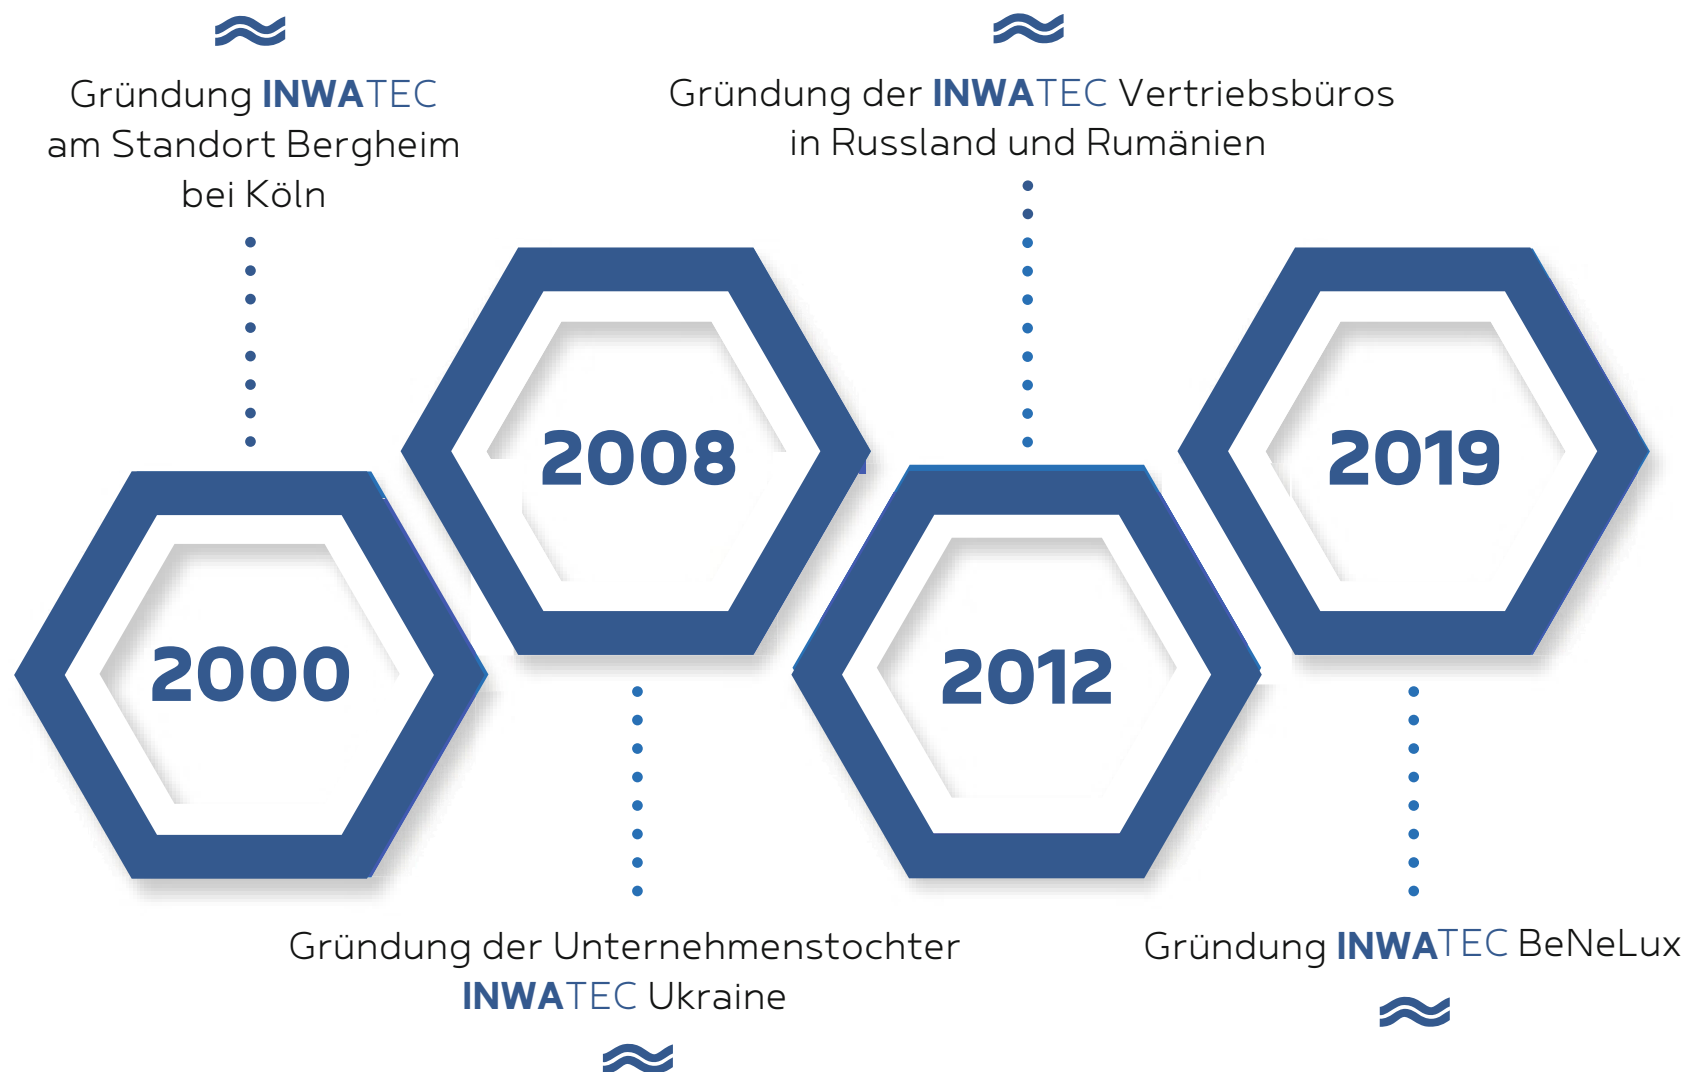 Gründung INWATEC
am Standort Bergheim
bei Köln
2000
2008
Gründung der Unternehmenstochter
INWATEC Ukraine
Gründung der INWATEC Vertriebsbüros
in Russland und Rumänien
2012
2019
Gründung INWATEC BeNeLux